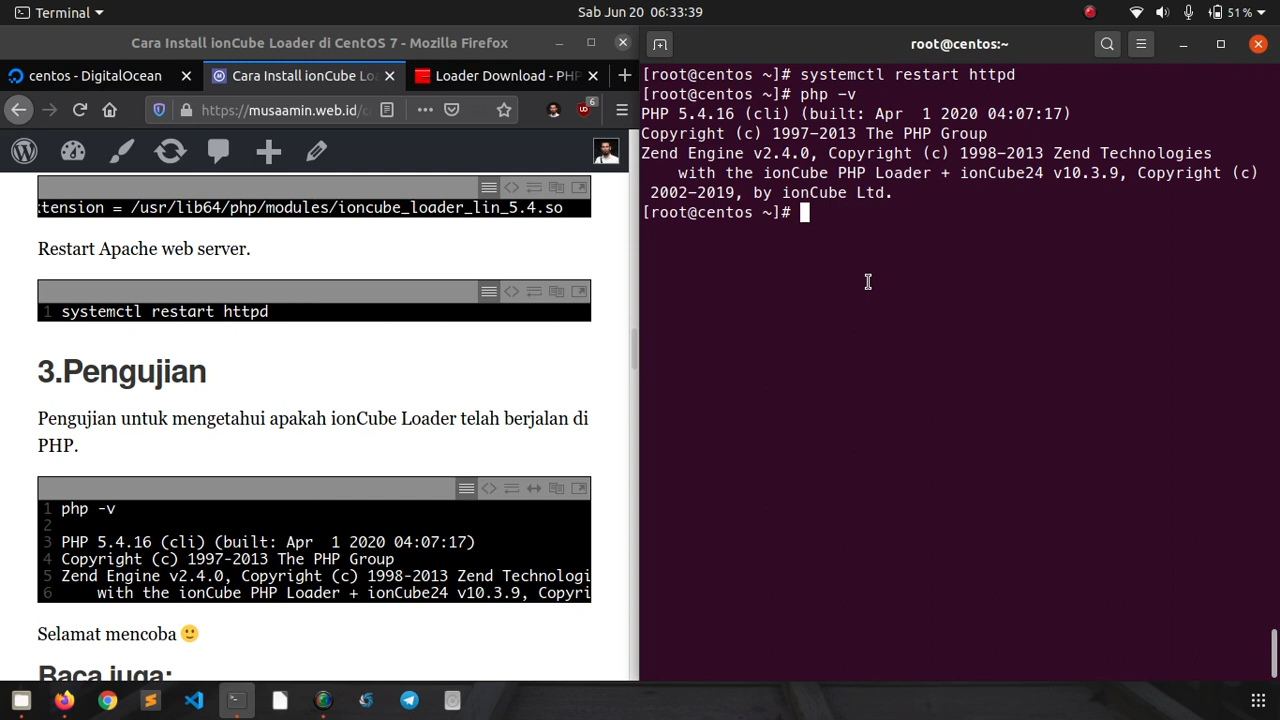 Terminal
Sab Jun 20 06:33:39
51 %
Cara Install ionCube Loader di CentOS 7 - Mozilla Firefox
centos - DigitalOcean
Cara Install ionCube Loa
Loader Download - PHP
https://musaamin.web.id/c
6
tension = /usr/lib64/php/modules/ioncube_loader_lin_5.4.so
Restart Apache web server.
1 systemctl restart httpd
3.Pengujian
Pengujian untuk mengetahui apakah ionCube Loader telah berjalan di
PHP.
1 php -v
2
3 PHP 5.4.16 (cli) (built: Apr  1 2020 04:07:17)
4 Copyright (c) 1997-2013 The PHP Group
5 Zend Engine v2.4.0, Copyright (c) 1998-2013 Zend Technologi
6     with the ionCube PHP Loader + ionCube24 v10.3.9, Copyri
Selamat mencoba 🙂
Baca juga:
root@centos:~
[root@centos ~]# systemctl restart httpd
[root@centos ~]# php -v
PHP 5.4.16 (cli) (built: Apr  1 2020 04:07:17)
Copyright (c) 1997-2013 The PHP Group
Zend Engine v2.4.0, Copyright (c) 1998-2013 Zend Technologies
    with the ionCube PHP Loader + ionCube24 v10.3.9, Copyright (c)
 2002-2019, by ionCube Ltd.
[root@centos ~]#